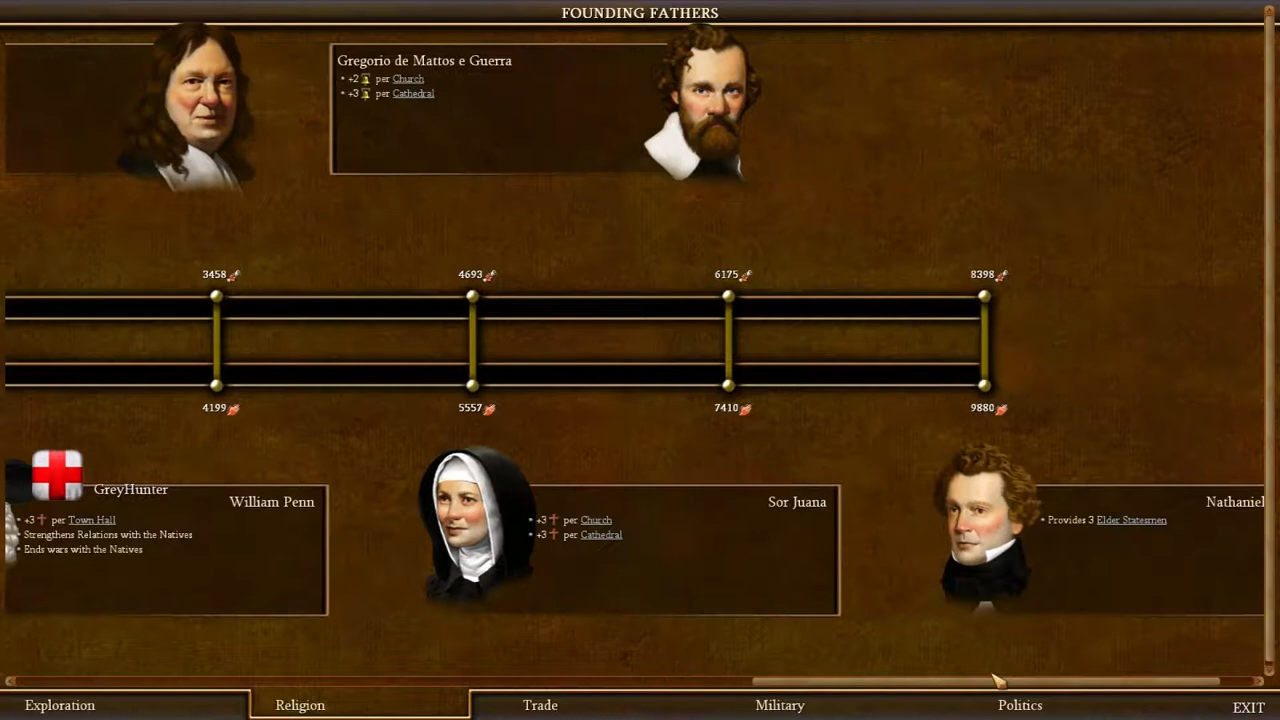 FOUNDING FATHERS
Gregorio de Mattos e Guerra
• +2 per Church
• +3 per Cathedral
3458
4693
6175
8398
4199
5557
7410
9880
GreyHunter
William Penn
• +3 per Town Hall
• Strengthens Relations with the Natives
• Ends wars with the Natives
Sor Juana
• +3 per Church
• +3 per Cathedral
Nathaniel
• Provides 3 Elder Statesmen
Exploration
Religion
Trade
Military
Politics
EXIT